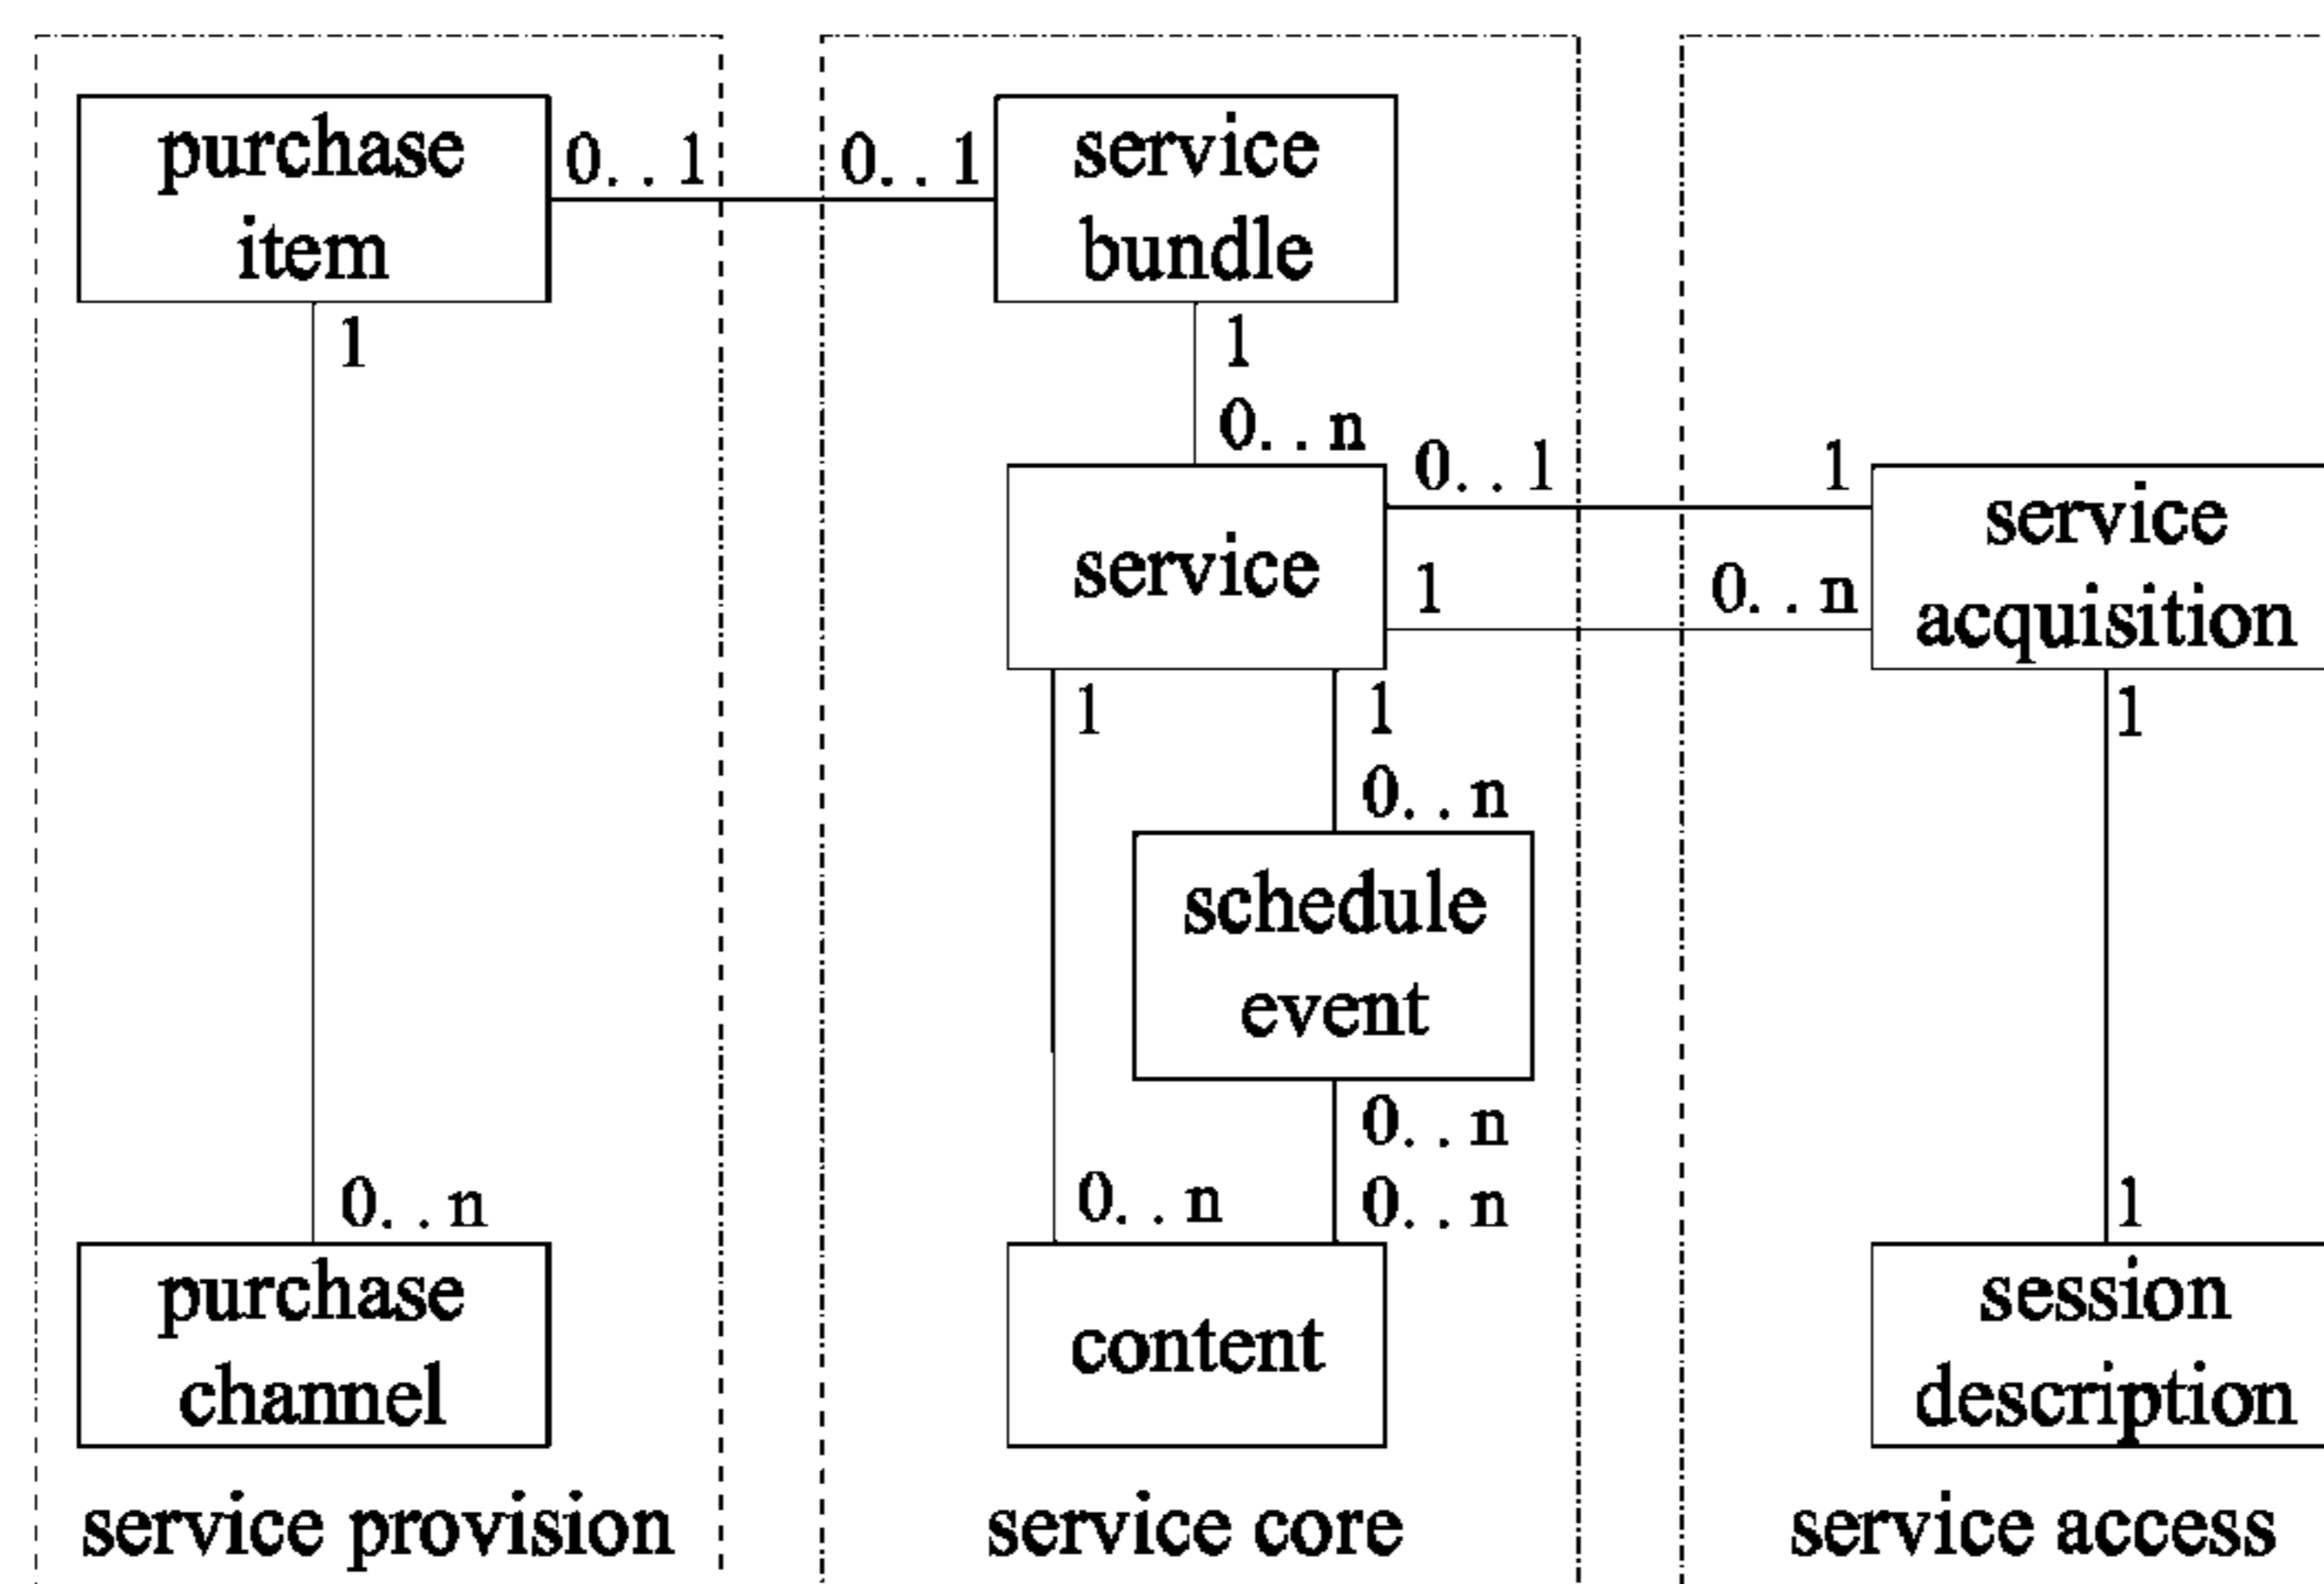 purchase
item
0. . 1
0. . 1
service
bundle
1
1
0. . n
service
0. . 1
1
1
0. . n
service
acquisition
1
1
0. . n
1
schedule
event
0. . n
0. . n
0. . n
0. . n
1
purchase
channel
content
session
description
service provision
service core
service access